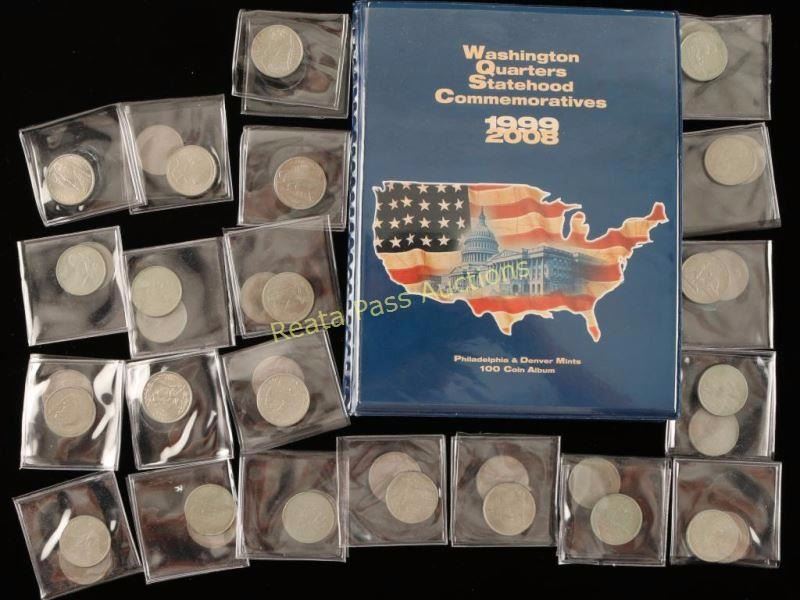 Washington
Quarters
Statehood
Commemoratives
1999
2008
Reata Pass Auctions
Philadelphia & Denver Mints
100 Coin Album